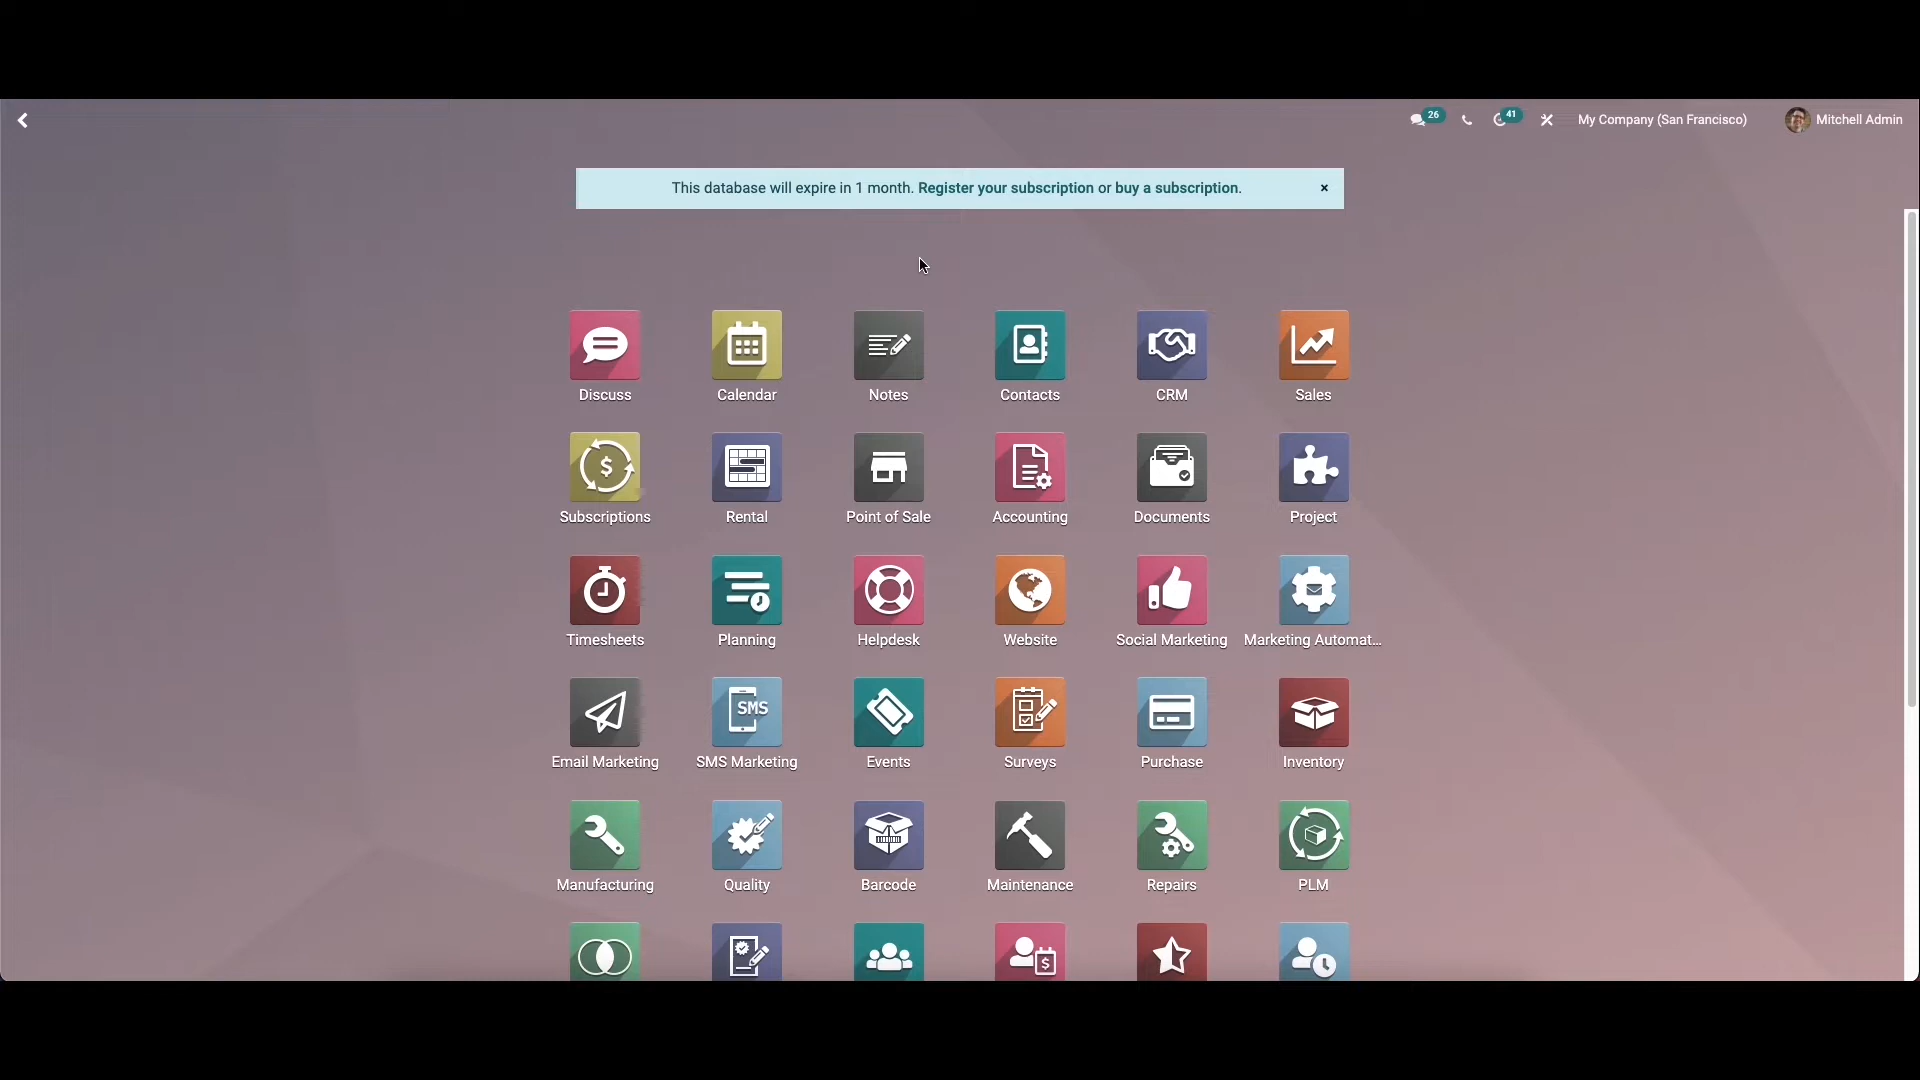 26
41
My Company (San Francisco)
Mitchell Admin
This database will expire in 1 month. Register your subscription or buy a subscription.
×
Discuss
Calendar
Notes
Contacts
CRM
Sales
$
Subscriptions
Rental
Point of Sale
Accounting
Documents
Project
Timesheets
Planning
Helpdesk
Website
Social Marketing
Marketing Automat...
SMS
Email Marketing
SMS Marketing
Events
Surveys
Purchase
Inventory
Manufacturing
Quality
Barcode
Maintenance
Repairs
PLM
$